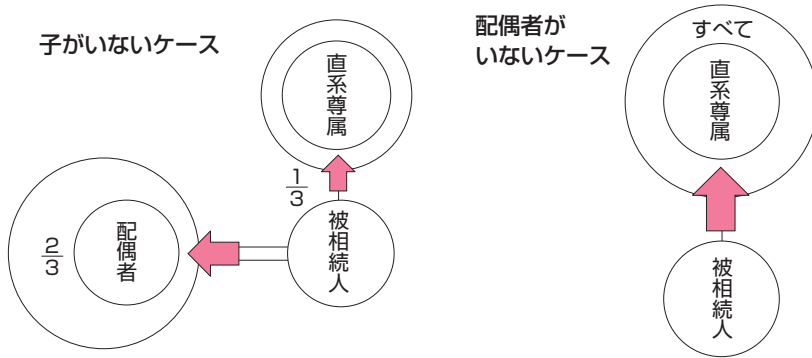 子がいないケース
直系尊属
1/3
被相続人
2/3
配偶者
配偶者が
いないケース
すべて
直系尊属
被相続人